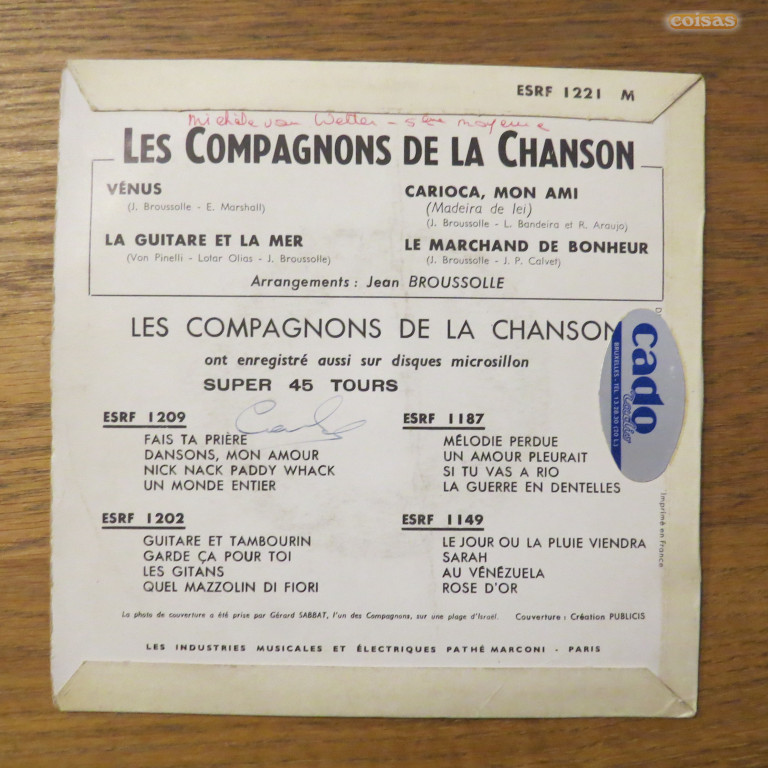 coisas
ESRF 1221 M
LES COMPAGNONS DE LA CHANSON
VÉNUS
(J. Broussolle - E. Marshall)
LA GUITARE ET LA MER
(Von Pinelli - Lotar Olias - J. Broussolle)
CARIOCA, MON AMI
(Madeira de lei)
(J. Broussolle - L. Bandeira et R. Araujo)
LE MARCHAND DE BONHEUR
(J. Broussolle - J. P. Calvet)
Arrangements : Jean BROUSSOLLE
LES COMPAGNONS DE LA CHANSON
ont enregistré aussi sur disques microsillon
SUPER 45 TOURS
ESRF 1209
FAIS TA PRIÈRE
DANSONS, MON AMOUR
NICK NACK PADDY WHACK
UN MONDE ENTIER
ESRF 1202
GUITARE ET TAMBOURIN
GARDE ÇA POUR TOI
LES GITANS
QUEL MAZZOLIN DI FIORI
ESRF 1187
MÉLODIE PERDUE
UN AMOUR PLEURAIT
SI TU VAS A RIO
LA GUERRE EN DENTELLES
ESRF 1149
LE JOUR OU LA PLUIE VIENDRA
SARAH
AU VÉNÉZUELA
ROSE D'OR
cado
BRUXELLES - TEL.
Imprimé en France
La photo de couverture a été prise par Gérard SABBAT, l'un des Compagnons, sur une plage d'Israël. Couverture : Création PUBLICIS
LES INDUSTRIES MUSICALES ET ÉLECTRIQUES PATHÉ MARCONI - PARIS